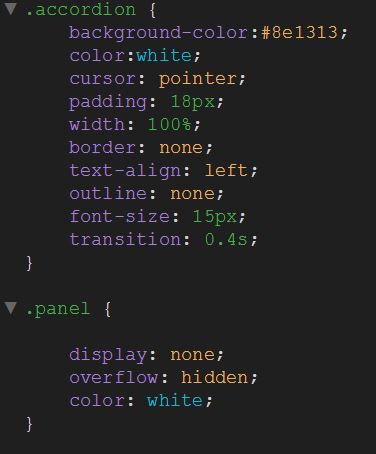 .accordion {
background-color:#8e1313;
color:white;
cursor: pointer;
padding: 18px;
width: 100%;
border: none;
text-align: left;
outline: none;
font-size: 15px;
transition: 0.4s;
}
.panel {
display: none;
overflow: hidden;
color: white;
}